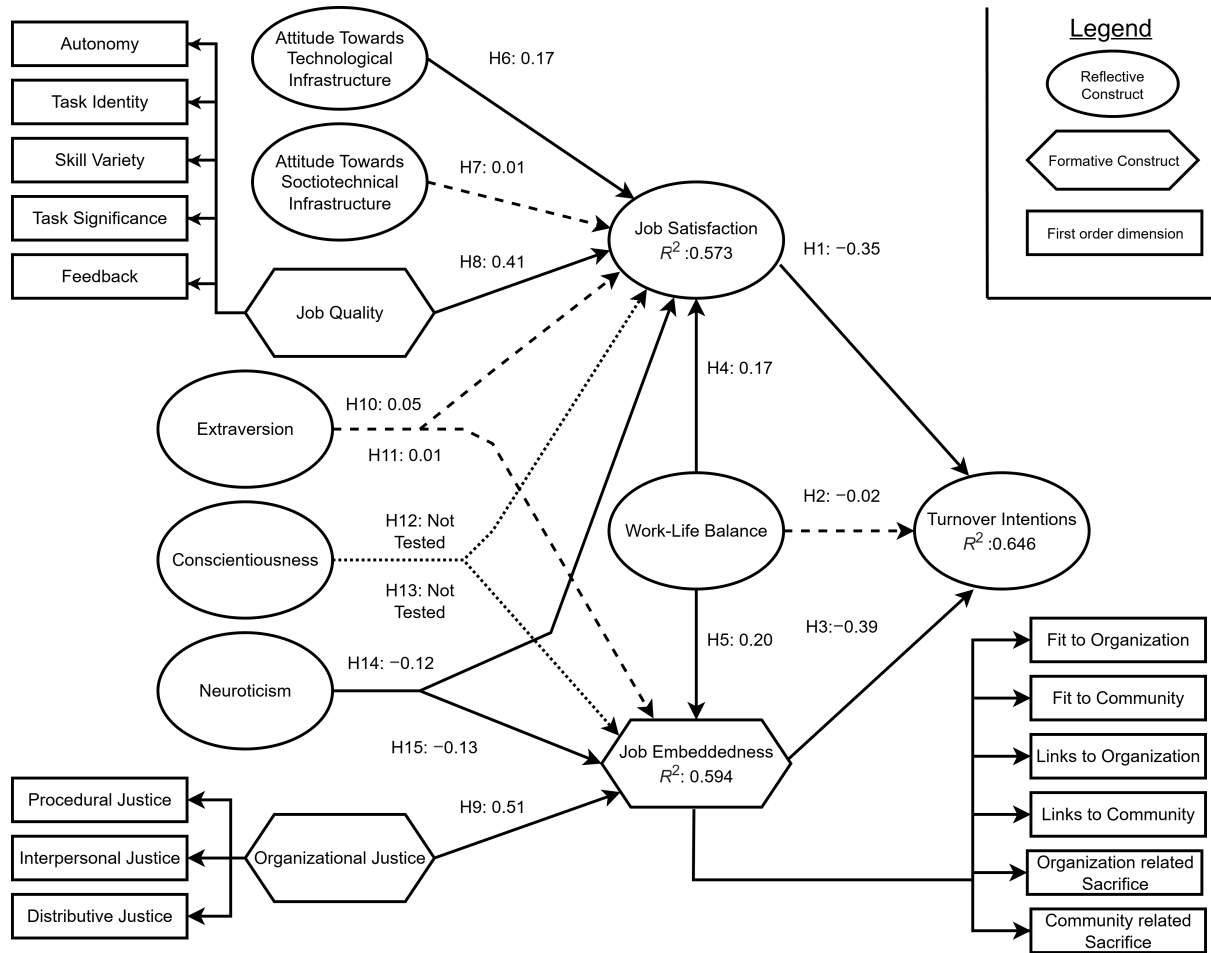 Autonomy
Task Identity
Skill Variety
Task Significance
Feedback
Attitude Towards
Technological
Infrastructure
Attitude Towards
Soctiotechnical
Infrastructure
Job Quality
Extraversion
Conscientiousness
Neuroticism
Procedural Justice
Interpersonal Justice
Distributive Justice
Organizational Justice
H6: 0.17
H7: 0.01
H8: 0.41
H10: 0.05
H11: 0.01
H12: Not
Tested
H13: Not
Tested
H14: −0.12
H15: −0.13
H9: 0.51
Job Satisfaction
R² :0.573
H4: 0.17
Work-Life Balance
H5: 0.20
Job Embeddedness
R²: 0.594
H1: −0.35
H2: −0.02
H3:−0.39
Turnover Intentions
R² :0.646
Fit to Organization
Fit to Community
Links to Organization
Links to Community
Organization related
Sacrifice
Community related
Sacrifice
Legend
Reflective
Construct
Formative Construct
First order dimension